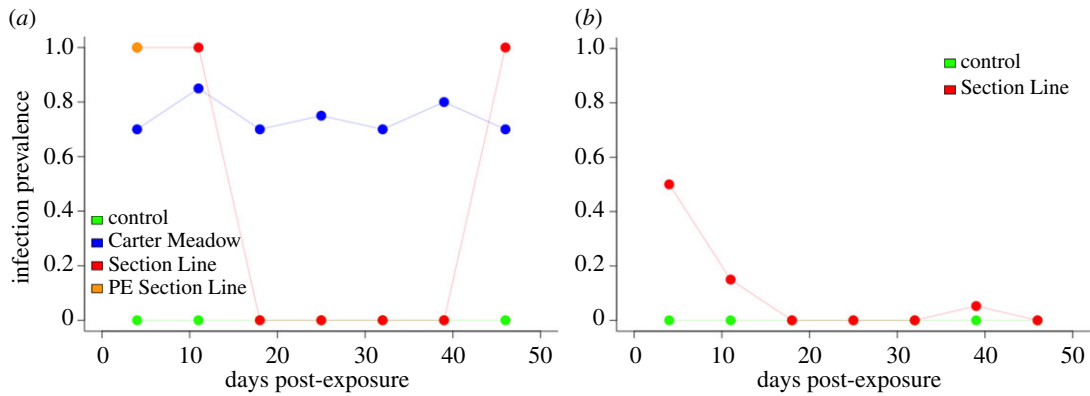 (a)
1.0
0.8
0.6
0.4
0.2
0
infection prevalence
control
Carter Meadow
Section Line
PE Section Line
0 10 20 30 40 50
days post-exposure
(b)
1.0
0.8
0.6
0.4
0.2
0
control
Section Line
0 10 20 30 40 50
days post-exposure